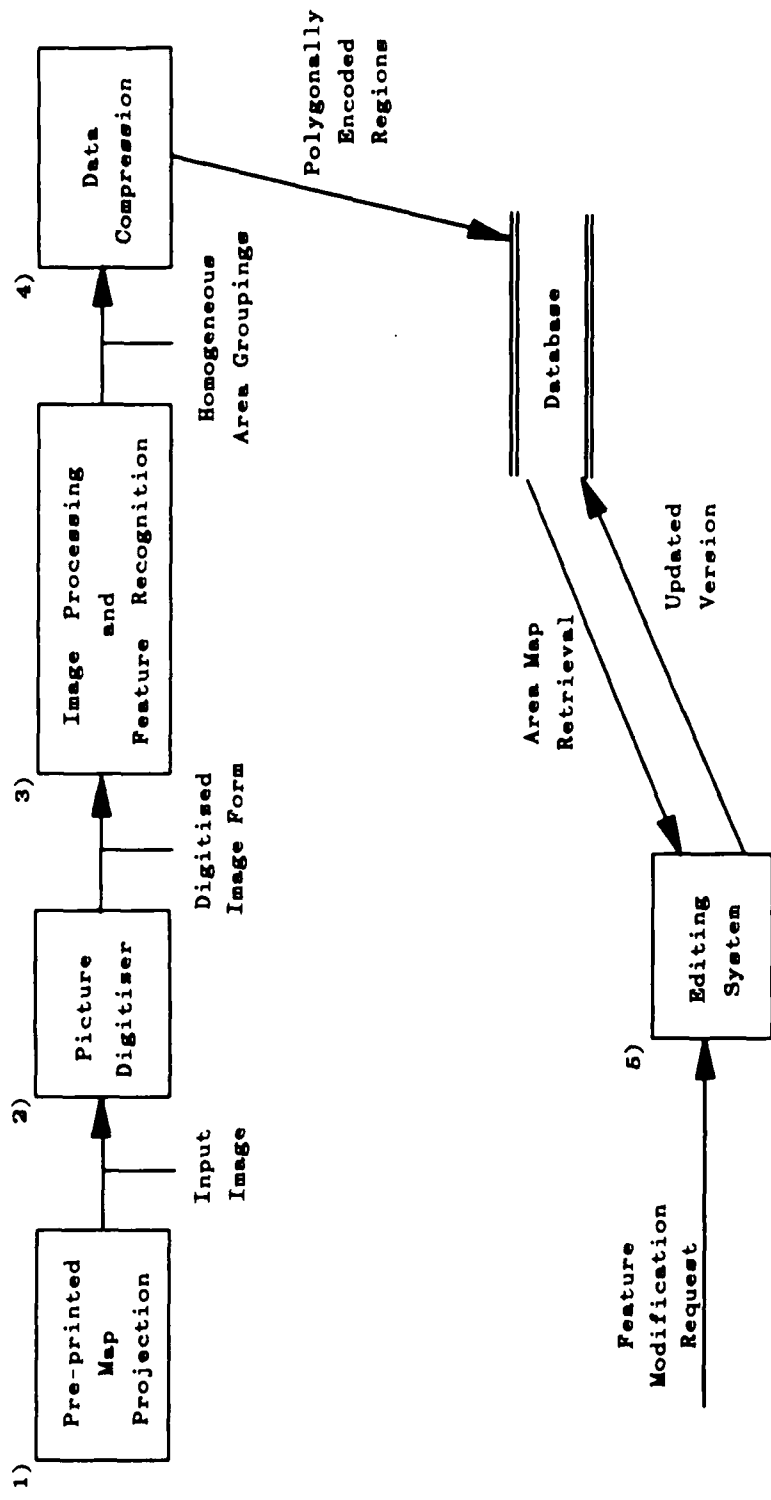 1)
Pre-printed
Map
Projection
Input
Image
2)
Picture
Digitiser
Digitised
Image Form
3)
Image Processing
and
Feature Recognition
Homogeneous
Area Groupings
4)
Data
Compression
Polygonally
Encoded
Regions
Database
Area Map
Retrieval
Updated
Version
5)
Editing
System
Feature
Modification
Request